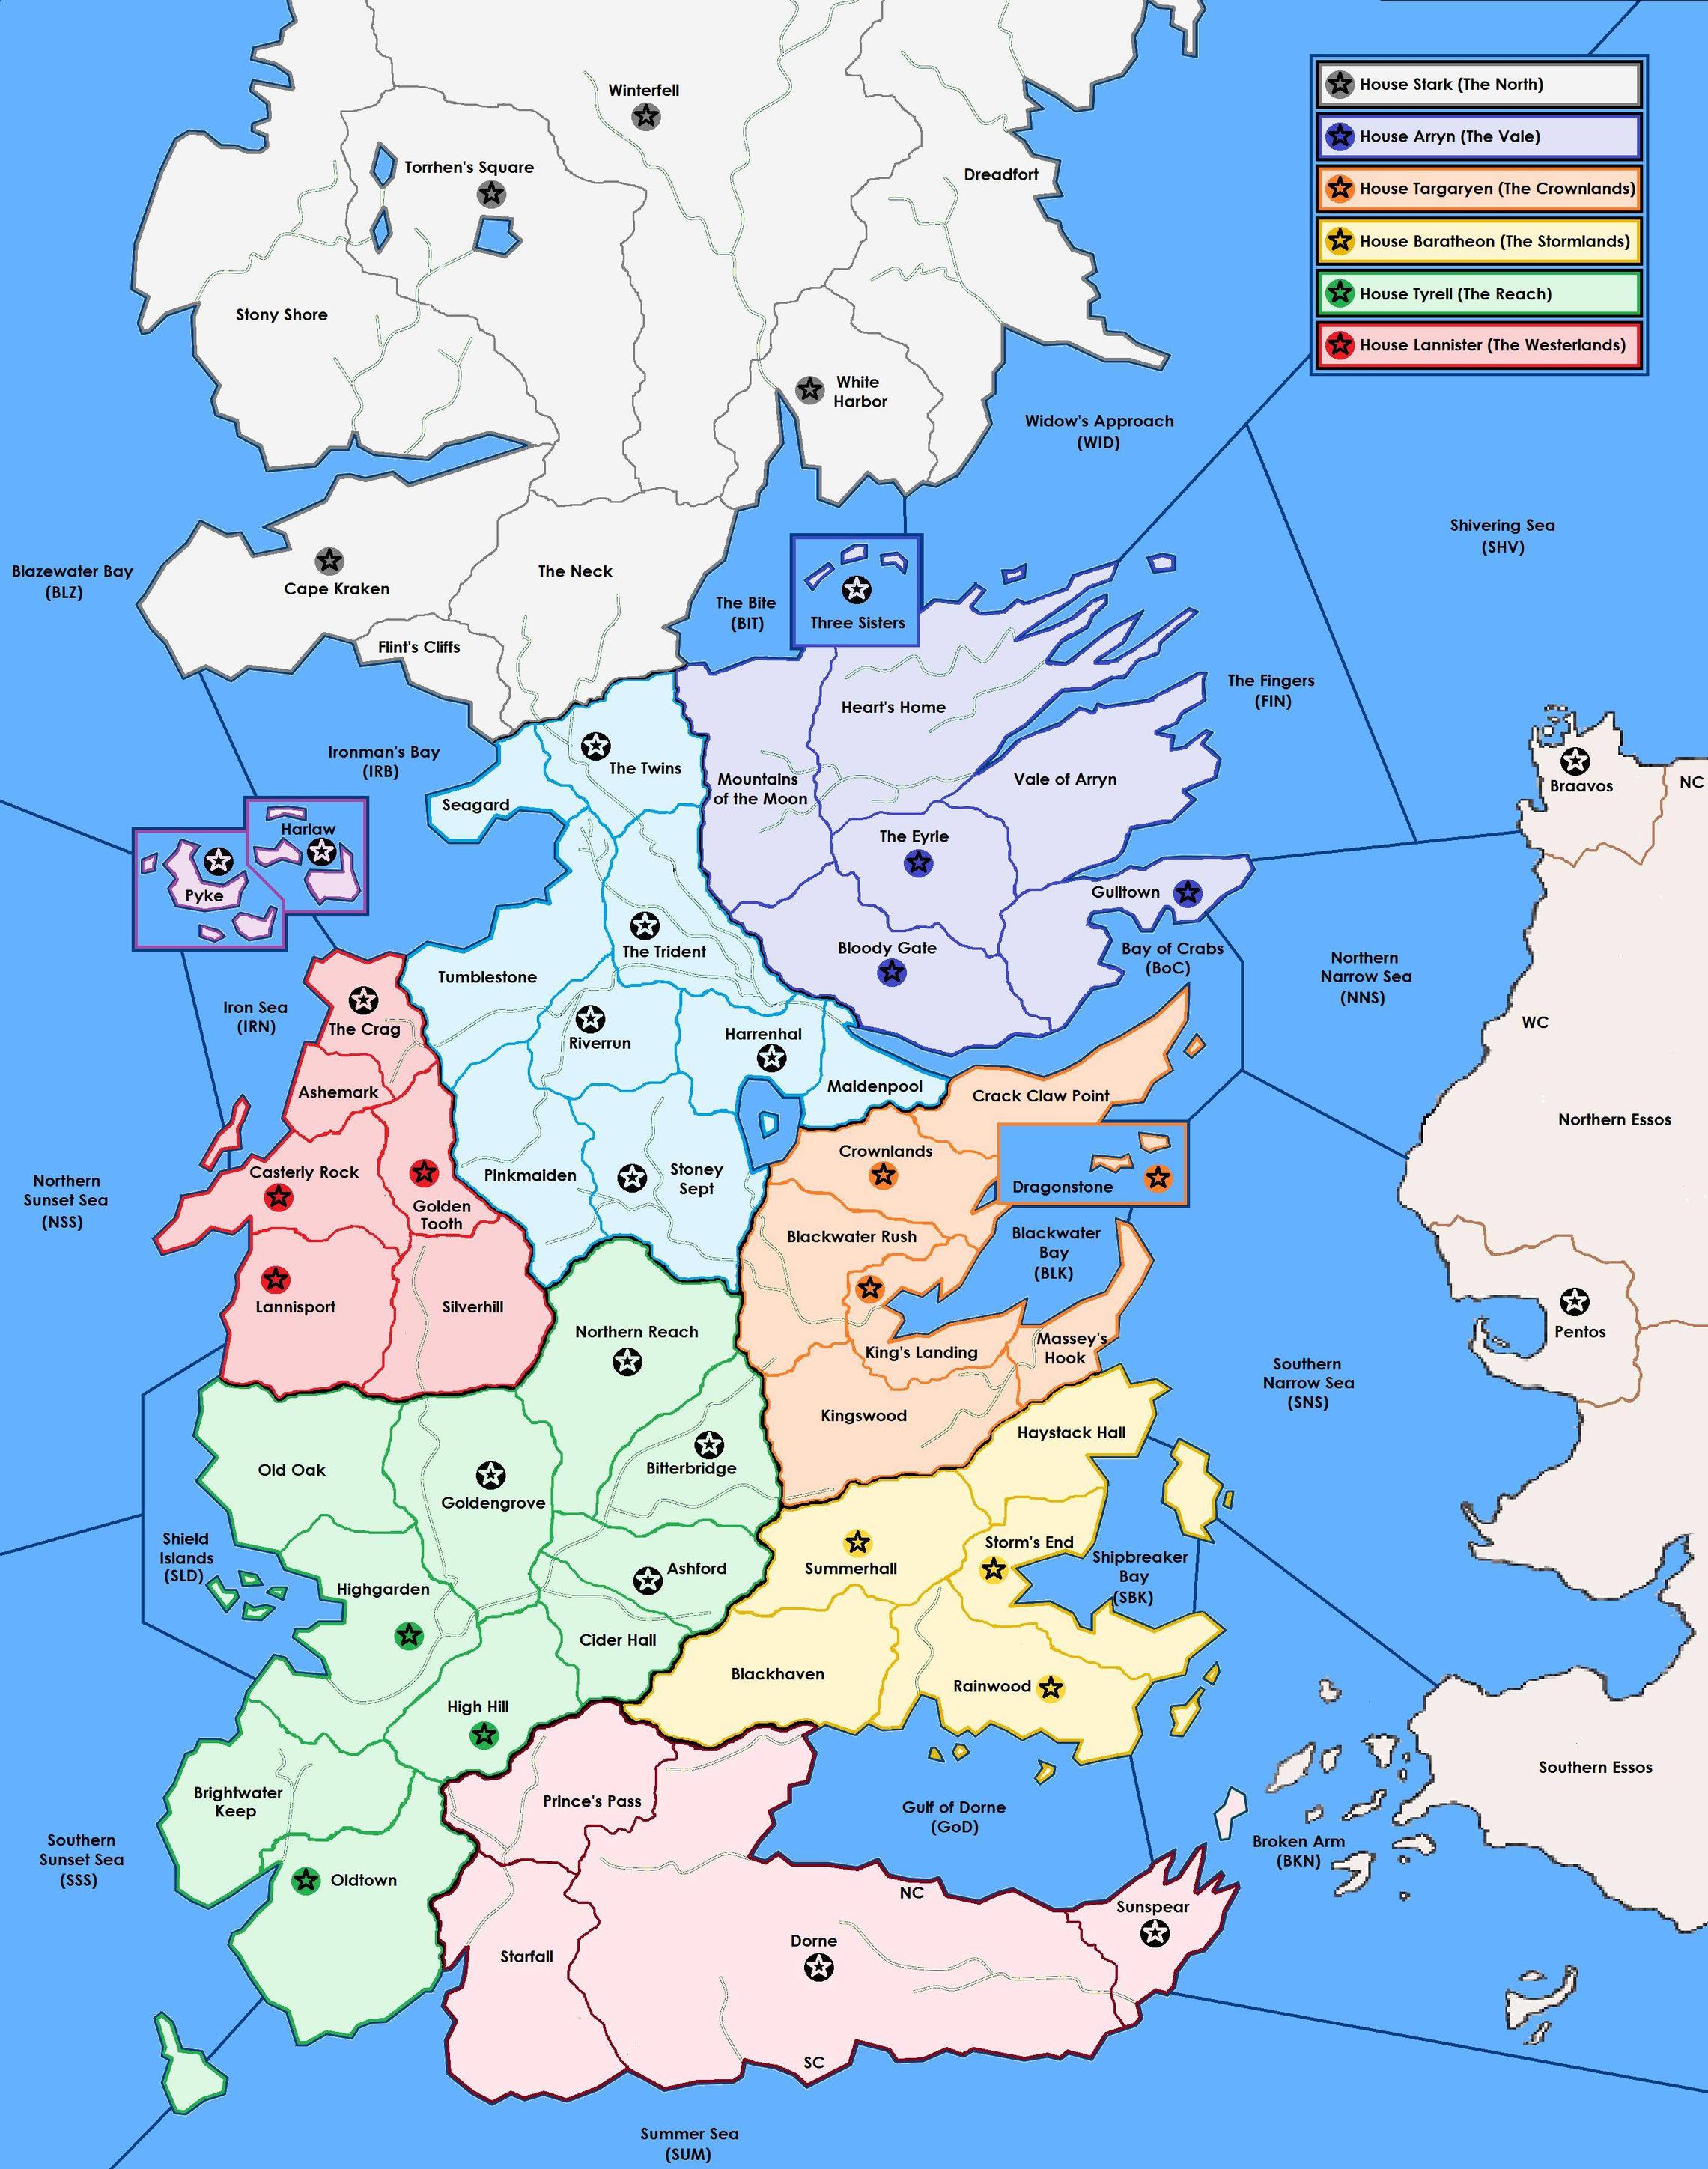 House Stark (The North)
House Arryn (The Vale)
House Targaryen (The Crownlands)
House Baratheon (The Stormlands)
House Tyrell (The Reach)
House Lannister (The Westerlands)
Winterfell
Torrhen's Square
Dreadfort
Stony Shore
White
Harbor
Widow's Approach
(WID)
Shivering Sea
(SHV)
Blazewater Bay
(BLZ)
Cape Kraken
The Neck
The Bite
(BIT)
Three Sisters
Flint's Cliffs
The Fingers
(FIN)
Heart's Home
Ironman's Bay
(IRB)
The Twins
Seagard
Mountains
of the Moon
Vale of Arryn
Braavos
NC
Harlaw
Pyke
The Eyrie
Gulltown
The Trident
Bloody Gate
Bay of Crabs
(BoC)
Tumblestone
Northern
Narrow Sea
(NNS)
Iron Sea
(IRN)
The Crag
Riverrun
Harrenhal
WC
Ashemark
Maidenpool
Crack Claw Point
Northern Essos
Casterly Rock
Pinkmaiden
Stoney
Sept
Crownlands
Dragonstone
Northern
Sunset Sea
(NSS)
Golden
Tooth
Blackwater Rush
Blackwater
Bay
(BLK)
Lannisport
Silverhill
Northern Reach
King's Landing
Massey's
Hook
Pentos
Southern
Narrow Sea
(SNS)
Kingswood
Haystack Hall
Old Oak
Bitterbridge
Goldengrove
Shield
Islands
(SLD)
Highgarden
Ashford
Summerhall
Storm's End
Shipbreaker
Bay
(SBK)
Cider Hall
Blackhaven
Rainwood
High Hill
Southern Essos
Brightwater
Keep
Prince's Pass
Gulf of Dorne
(GoD)
Broken Arm
(BKN)
Southern
Sunset Sea
(SSS)
Oldtown
NC
Sunspear
Starfall
Dorne
SC
Summer Sea
(SUM)